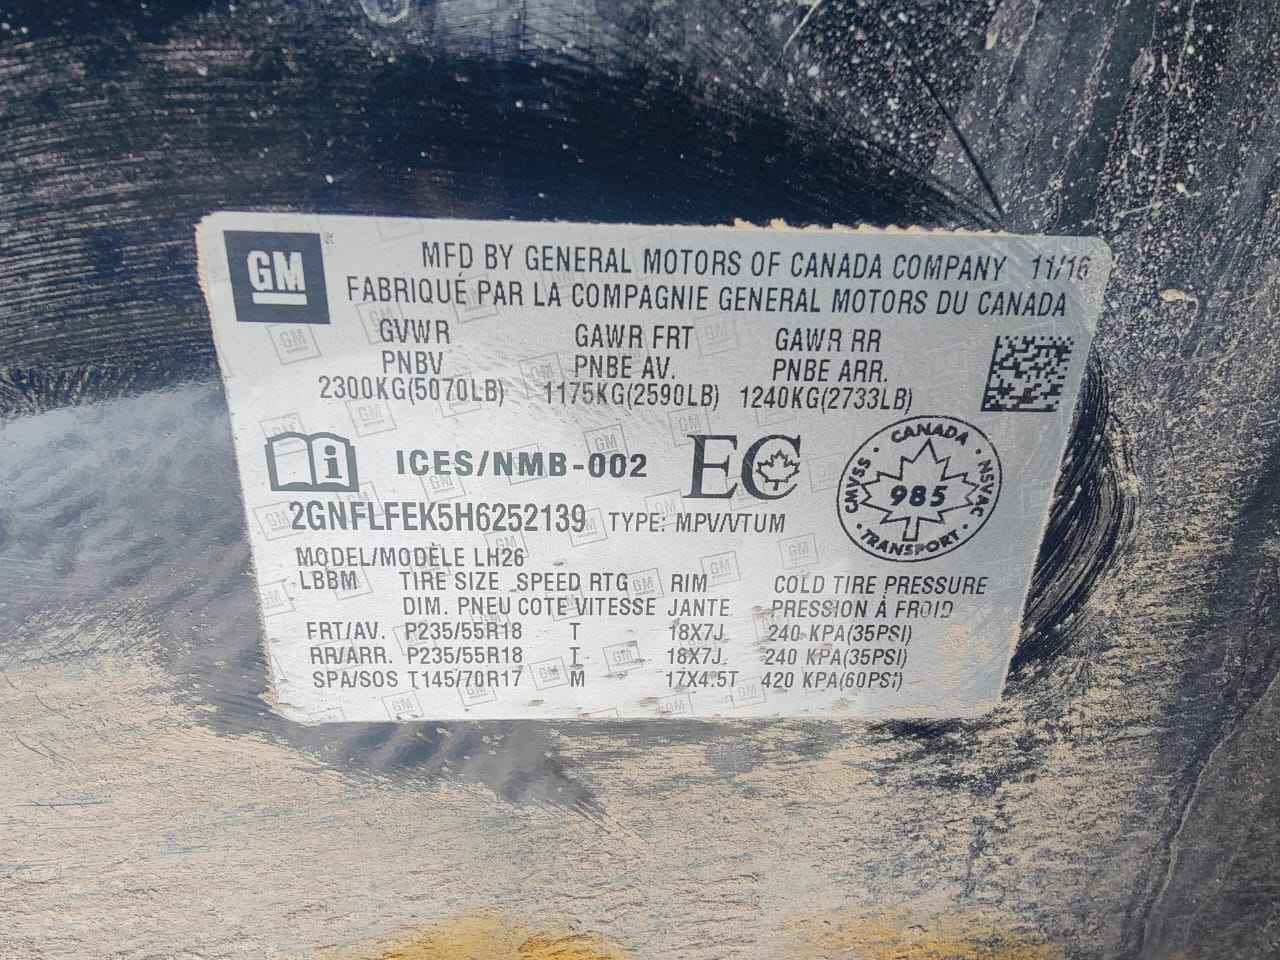 GM
MFD BY GENERAL MOTORS OF CANADA COMPANY 11/16
FABRIQUÉ PAR LA COMPAGNIE GENERAL MOTORS DU CANADA
GVWR GAWR FRT GAWR RR
PNBV PNBE AV. PNBE ARR.
2300KG(5070LB) 1175KG(2590LB) 1240KG(2733LB)
ICES/NMB-002 EC
CANADA
CMVSS 985 NSVAC
TRANSPORT
2GNFLFEK5H6252139 TYPE: MPV/VTUM
MODEL/MODÈLE LH26
LBBM TIRE SIZE SPEED RTG RIM COLD TIRE PRESSURE
DIM. PNEU COTE VITESSE JANTE PRESSION À FROID
FRT/AV. P235/55R18 T 18X7J 240 KPA(35PSI)
RR/ARR. P235/55R18 T 18X7J 240 KPA(35PSI)
SPA/SOS T145/70R17 M 17X4.5T 420 KPA(60PSI)